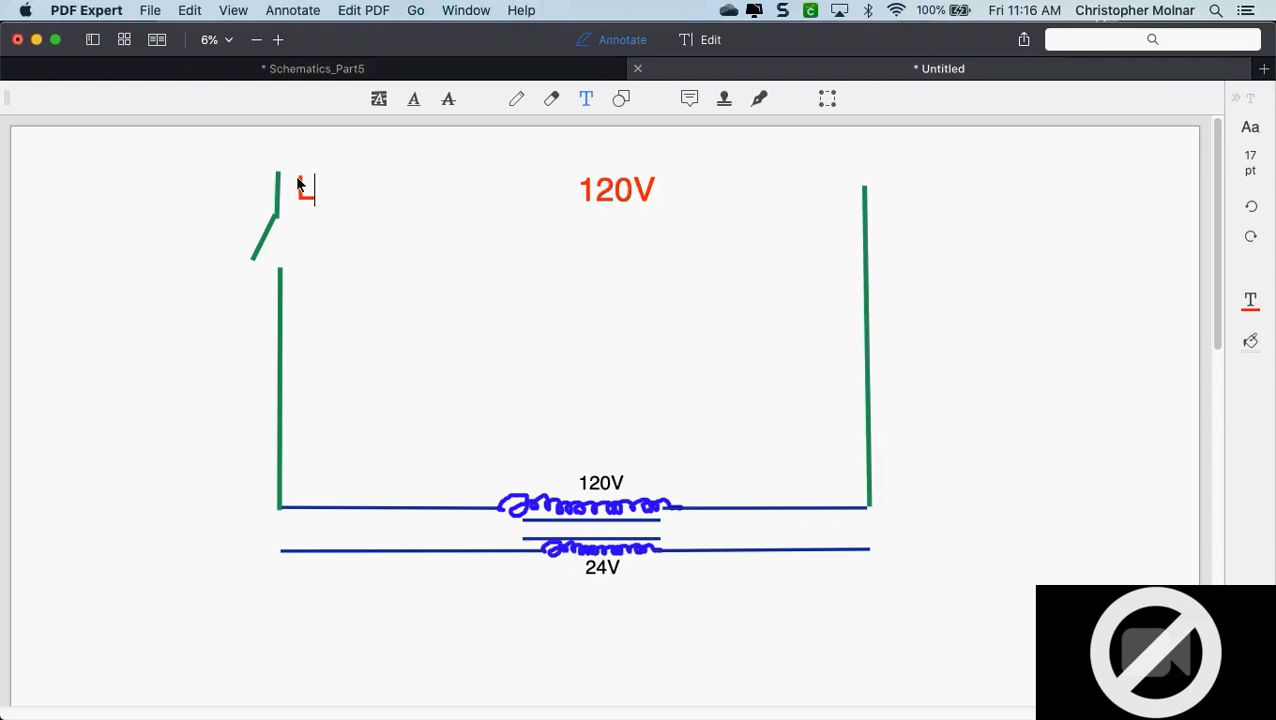 PDF Expert File Edit View Annotate Edit PDF Go Window Help 100% Fri 11:16 AM Christopher Molnar
6% Annotate Edit
* Schematics_Part5 * Untitled
A A A T T
Aa
17
pt
T
L 120V
120V
24V